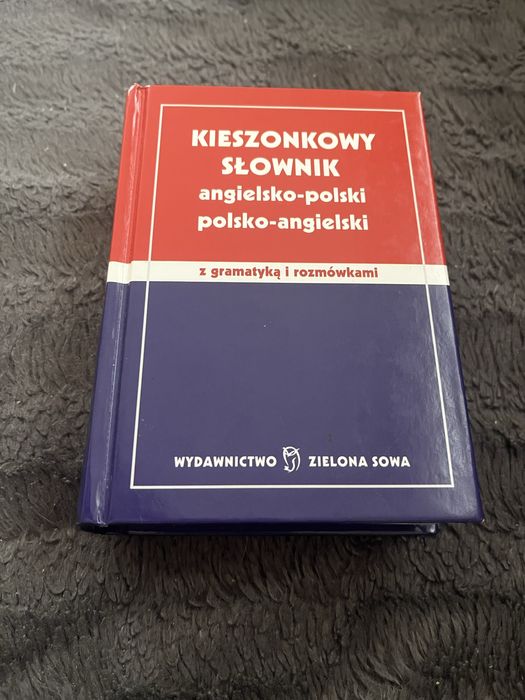 KIESZONKOWY
SŁOWNIK
angielsko-polski
polsko-angielski
z gramatyką i rozmówkami
WYDAWNICTWO ZIELONA SOWA